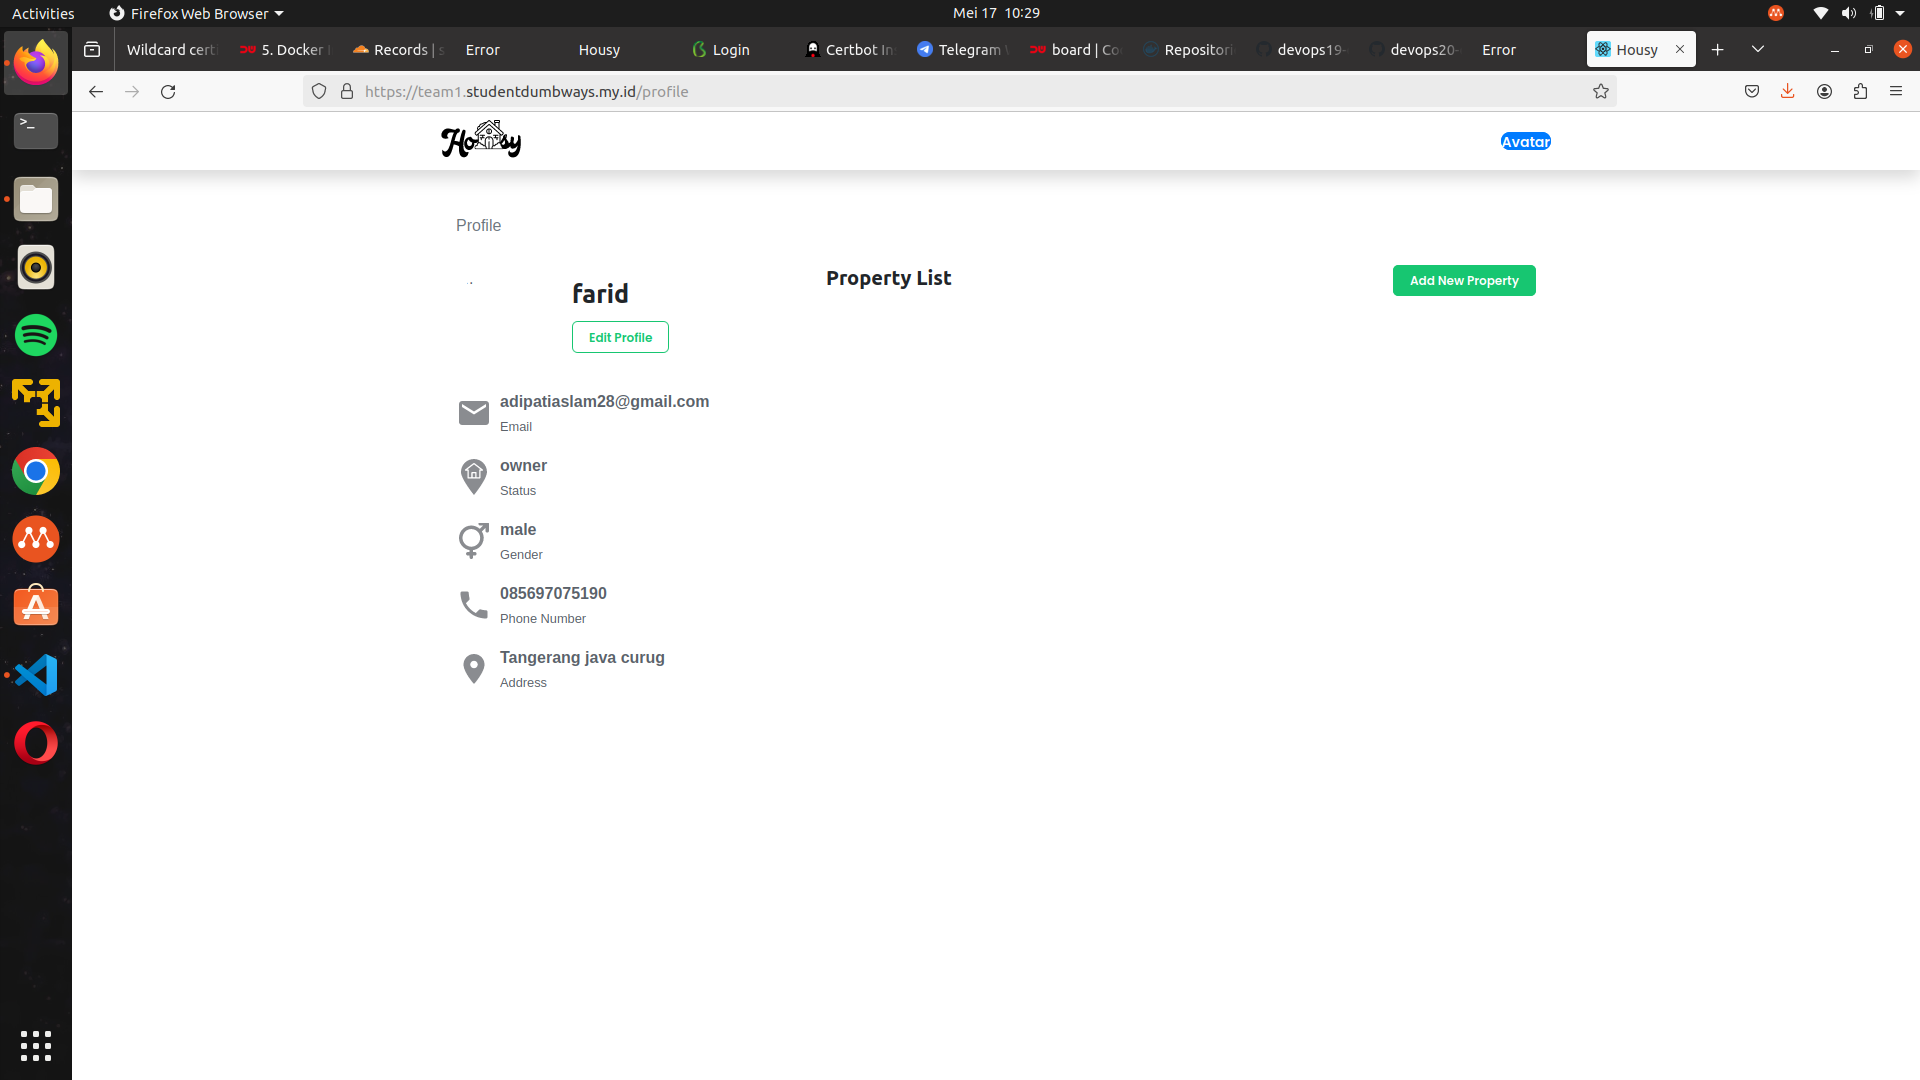 Activities
Firefox Web Browser
Mei 17 10:29
Wildcard cert
5. Docker
Records | s
Error
Housy
Login
Certbot In
Telegram
board | Co
Repositori
devops19-
devops20-
Error
Housy
https://team1.studentdumbways.my.id/profile
Housy
Avatar
Profile
farid
Edit Profile
Property List
Add New Property
adipatiaslam28@gmail.com
Email
owner
Status
male
Gender
085697075190
Phone Number
Tangerang java curug
Address